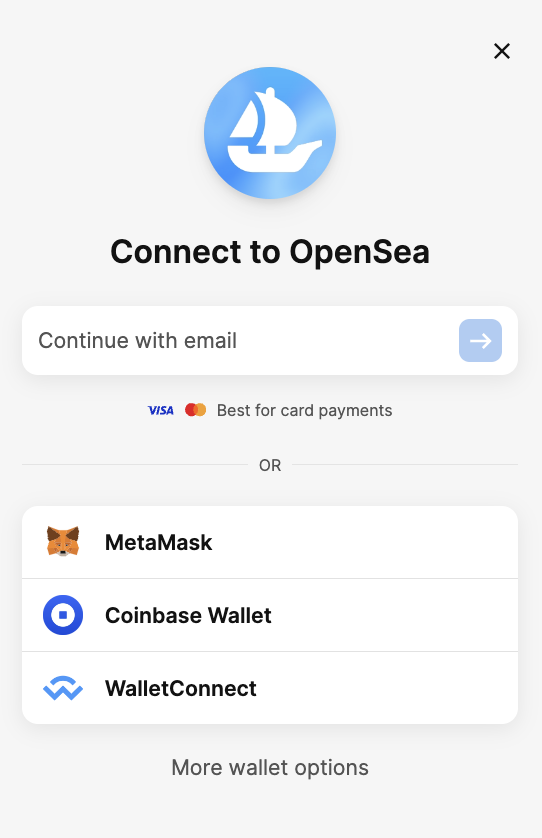 Connect to OpenSea
Continue with email
VISA Best for card payments
OR
MetaMask
Coinbase Wallet
WalletConnect
More wallet options